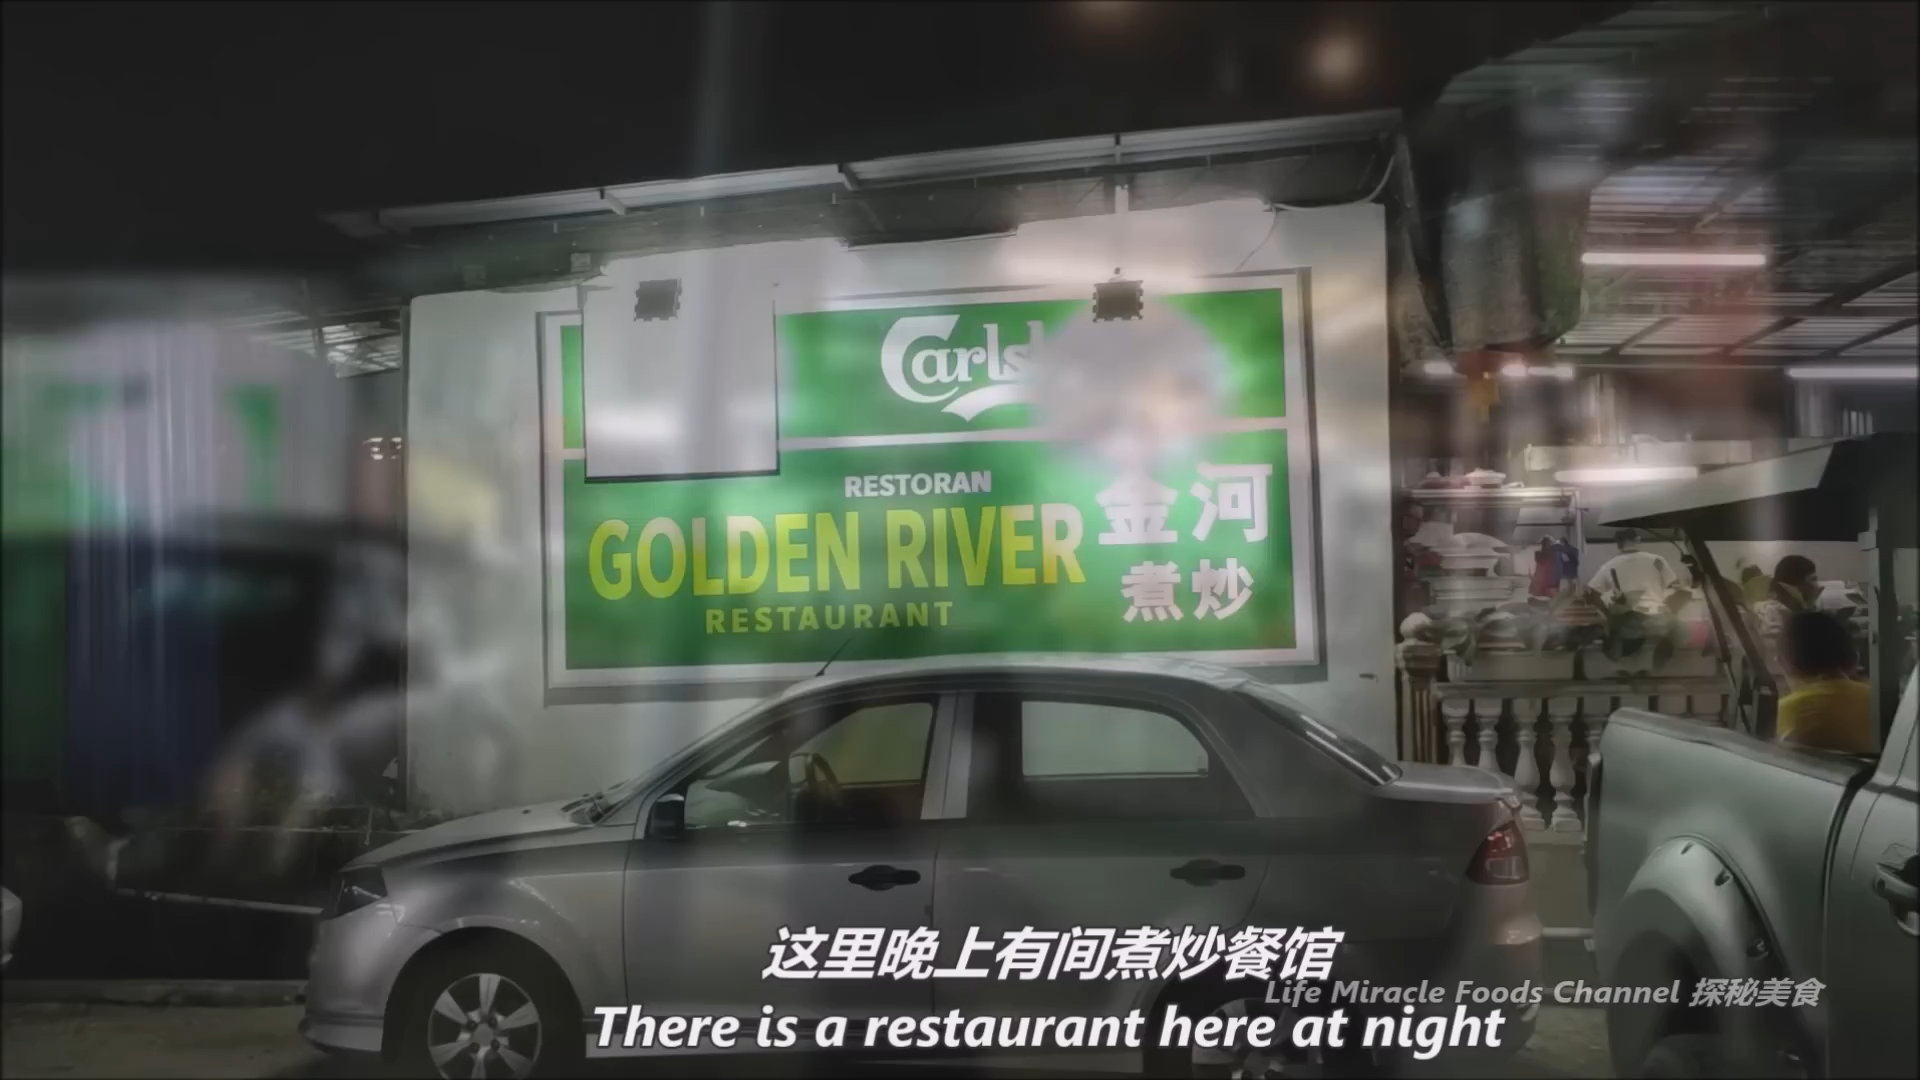 Carls
RESTORAN
GOLDEN RIVER
RESTAURANT
金河
煮炒
这里晚上有间煮炒餐馆
Life Miracle Foods Channel 探秘美食
There is a restaurant here at night